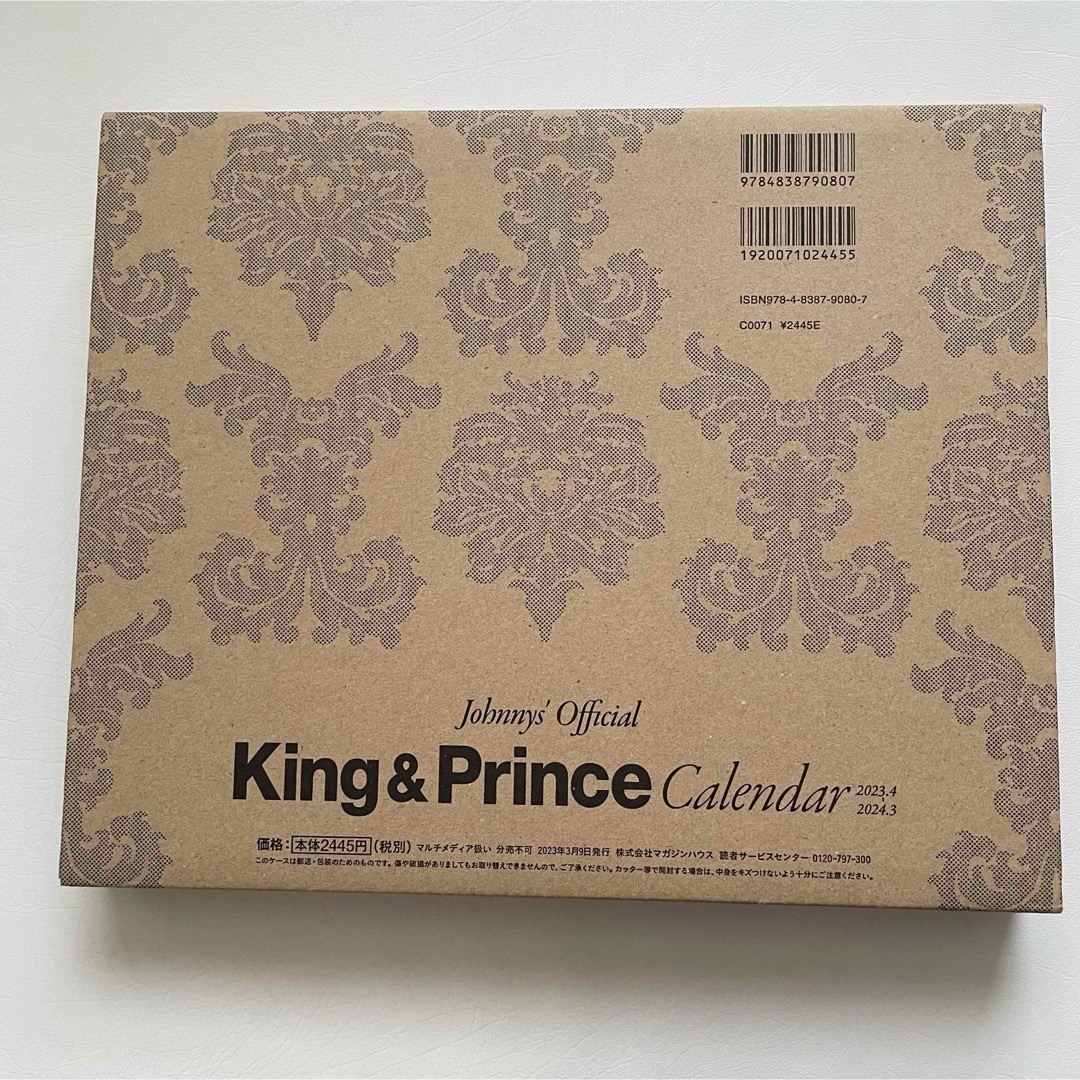 9784838790807
1920071024455
ISBN978-4-8387-9080-7
C0071 ¥2445E
Johnnys' Official
King & Prince Calendar 2023.4 2024.3
価格：本体2445円（税別） マルチメディア扱い 分売不可 2023年3月9日発行 株式会社マガジンハウス 読者サービスセンター 0120-797-300
このケースは郵送・包装のためのものです。傷や破損がありましてもお取り替えできませんので、ご了承ください。カッター等で開封する場合は、中身をキズつけないよう十分にご注意ください。